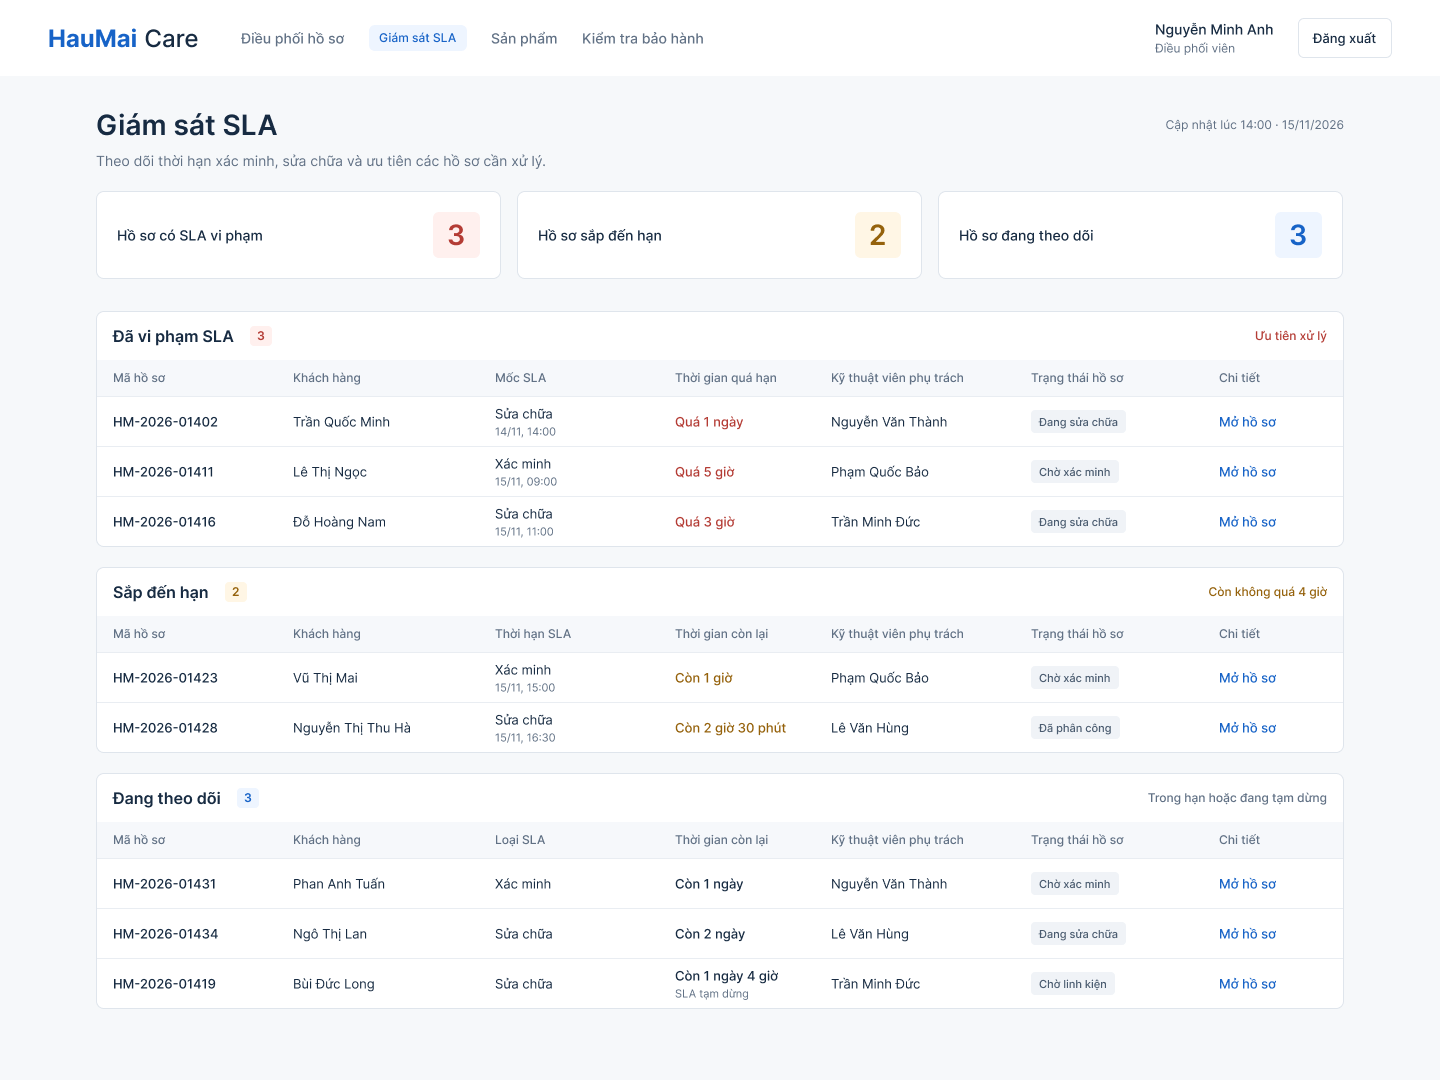 HauMai Care
Điều phối hồ sơ
Giám sát SLA
Sản phẩm
Kiểm tra bảo hành
Nguyễn Minh Anh
Điều phối viên
Đăng xuất
Giám sát SLA
Cập nhật lúc 14:00 · 15/11/2026
Theo dõi thời hạn xác minh, sửa chữa và ưu tiên các hồ sơ cần xử lý.
Hồ sơ có SLA vi phạm 3
Hồ sơ sắp đến hạn 2
Hồ sơ đang theo dõi 3
Đã vi phạm SLA 3 Ưu tiên xử lý
Mã hồ sơ Khách hàng Mốc SLA Thời gian quá hạn Kỹ thuật viên phụ trách Trạng thái hồ sơ Chi tiết
HM-2026-01402 Trần Quốc Minh Sửa chữa Quá 1 ngày Nguyễn Văn Thành Đang sửa chữa Mở hồ sơ
14/11, 14:00
HM-2026-01411 Lê Thị Ngọc Xác minh Quá 5 giờ Phạm Quốc Bảo Chờ xác minh Mở hồ sơ
15/11, 09:00
HM-2026-01416 Đỗ Hoàng Nam Sửa chữa Quá 3 giờ Trần Minh Đức Đang sửa chữa Mở hồ sơ
15/11, 11:00
Sắp đến hạn 2 Còn không quá 4 giờ
Mã hồ sơ Khách hàng Thời hạn SLA Thời gian còn lại Kỹ thuật viên phụ trách Trạng thái hồ sơ Chi tiết
HM-2026-01423 Vũ Thị Mai Xác minh Còn 1 giờ Phạm Quốc Bảo Chờ xác minh Mở hồ sơ
15/11, 15:00
HM-2026-01428 Nguyễn Thị Thu Hà Sửa chữa Còn 2 giờ 30 phút Lê Văn Hùng Đã phân công Mở hồ sơ
15/11, 16:30
Đang theo dõi 3 Trong hạn hoặc đang tạm dừng
Mã hồ sơ Khách hàng Loại SLA Thời gian còn lại Kỹ thuật viên phụ trách Trạng thái hồ sơ Chi tiết
HM-2026-01431 Phan Anh Tuấn Xác minh Còn 1 ngày Nguyễn Văn Thành Chờ xác minh Mở hồ sơ
HM-2026-01434 Ngô Thị Lan Sửa chữa Còn 2 ngày Lê Văn Hùng Đang sửa chữa Mở hồ sơ
HM-2026-01419 Bùi Đức Long Sửa chữa Còn 1 ngày 4 giờ Trần Minh Đức Chờ linh kiện Mở hồ sơ
SLA tạm dừng